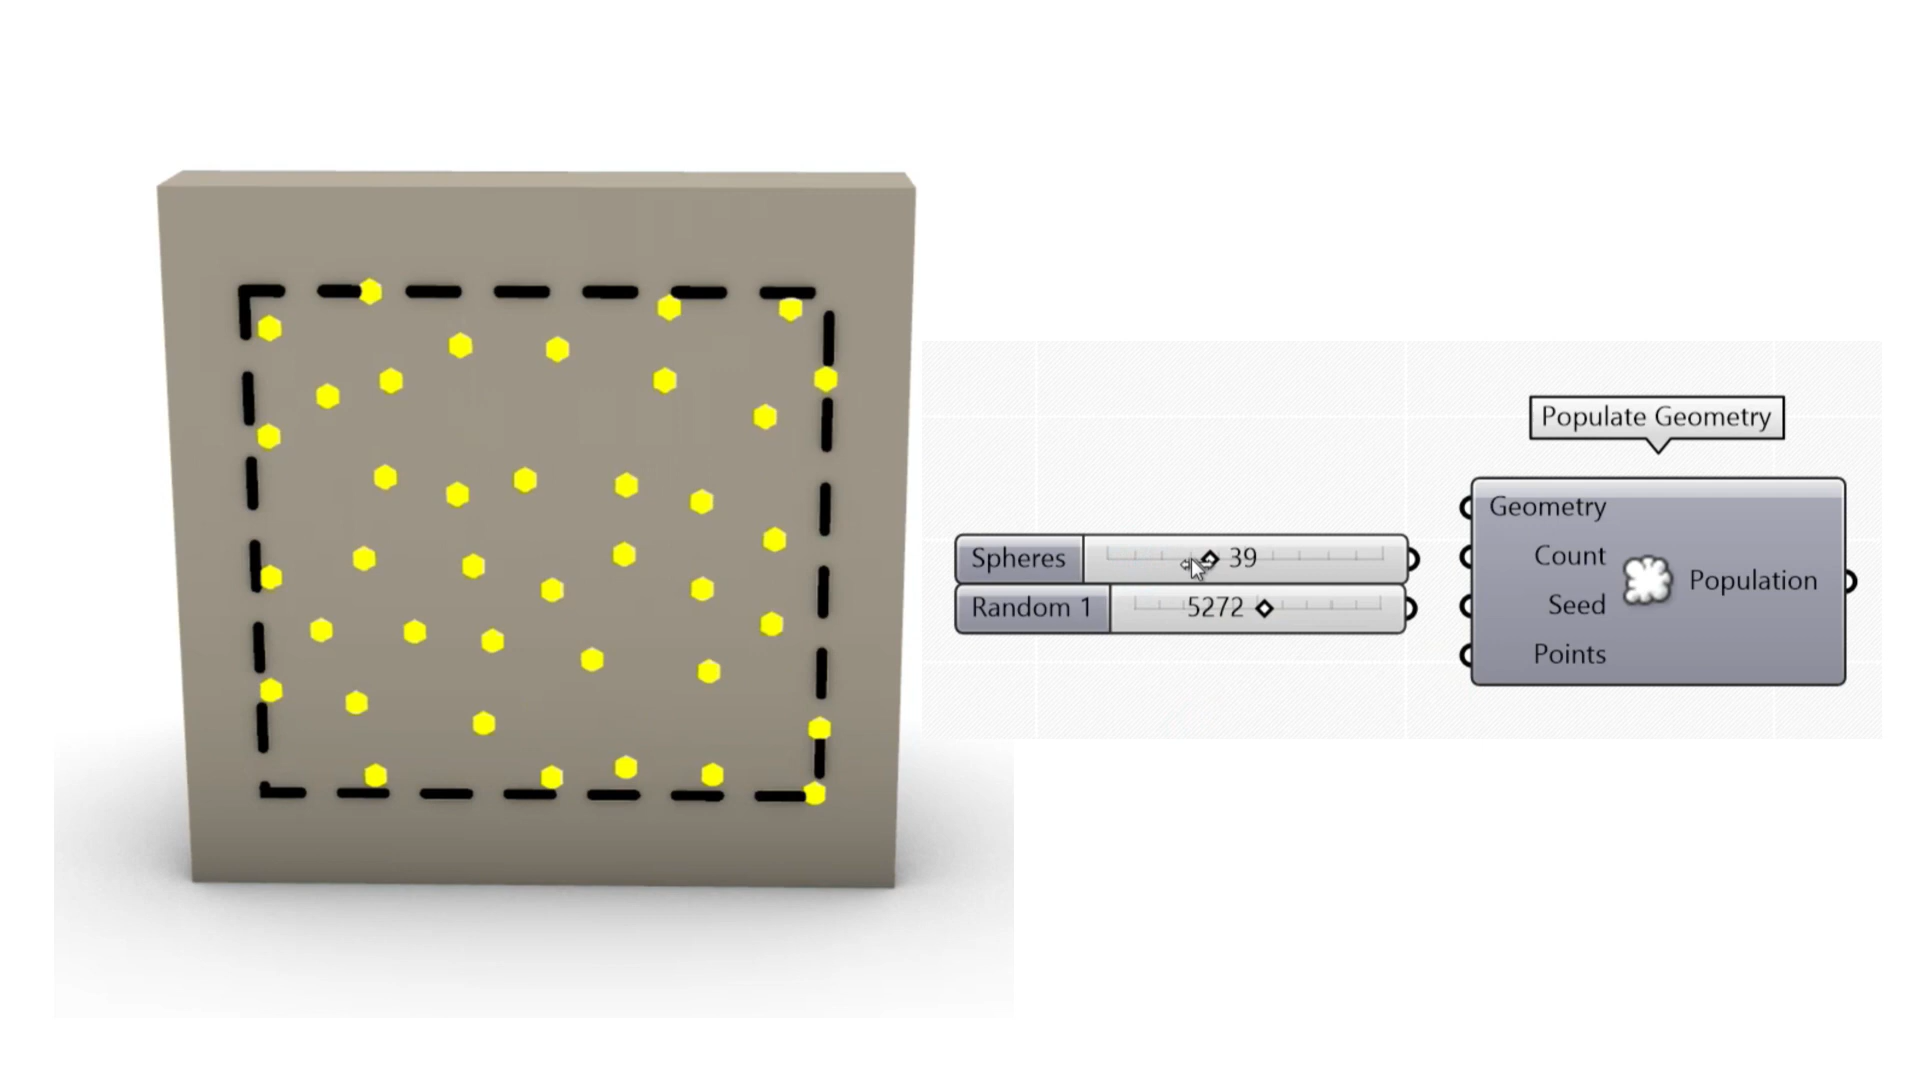 Populate Geometry
Geometry
Spheres 39
Count
Population
Random 1 5272
Seed
Points